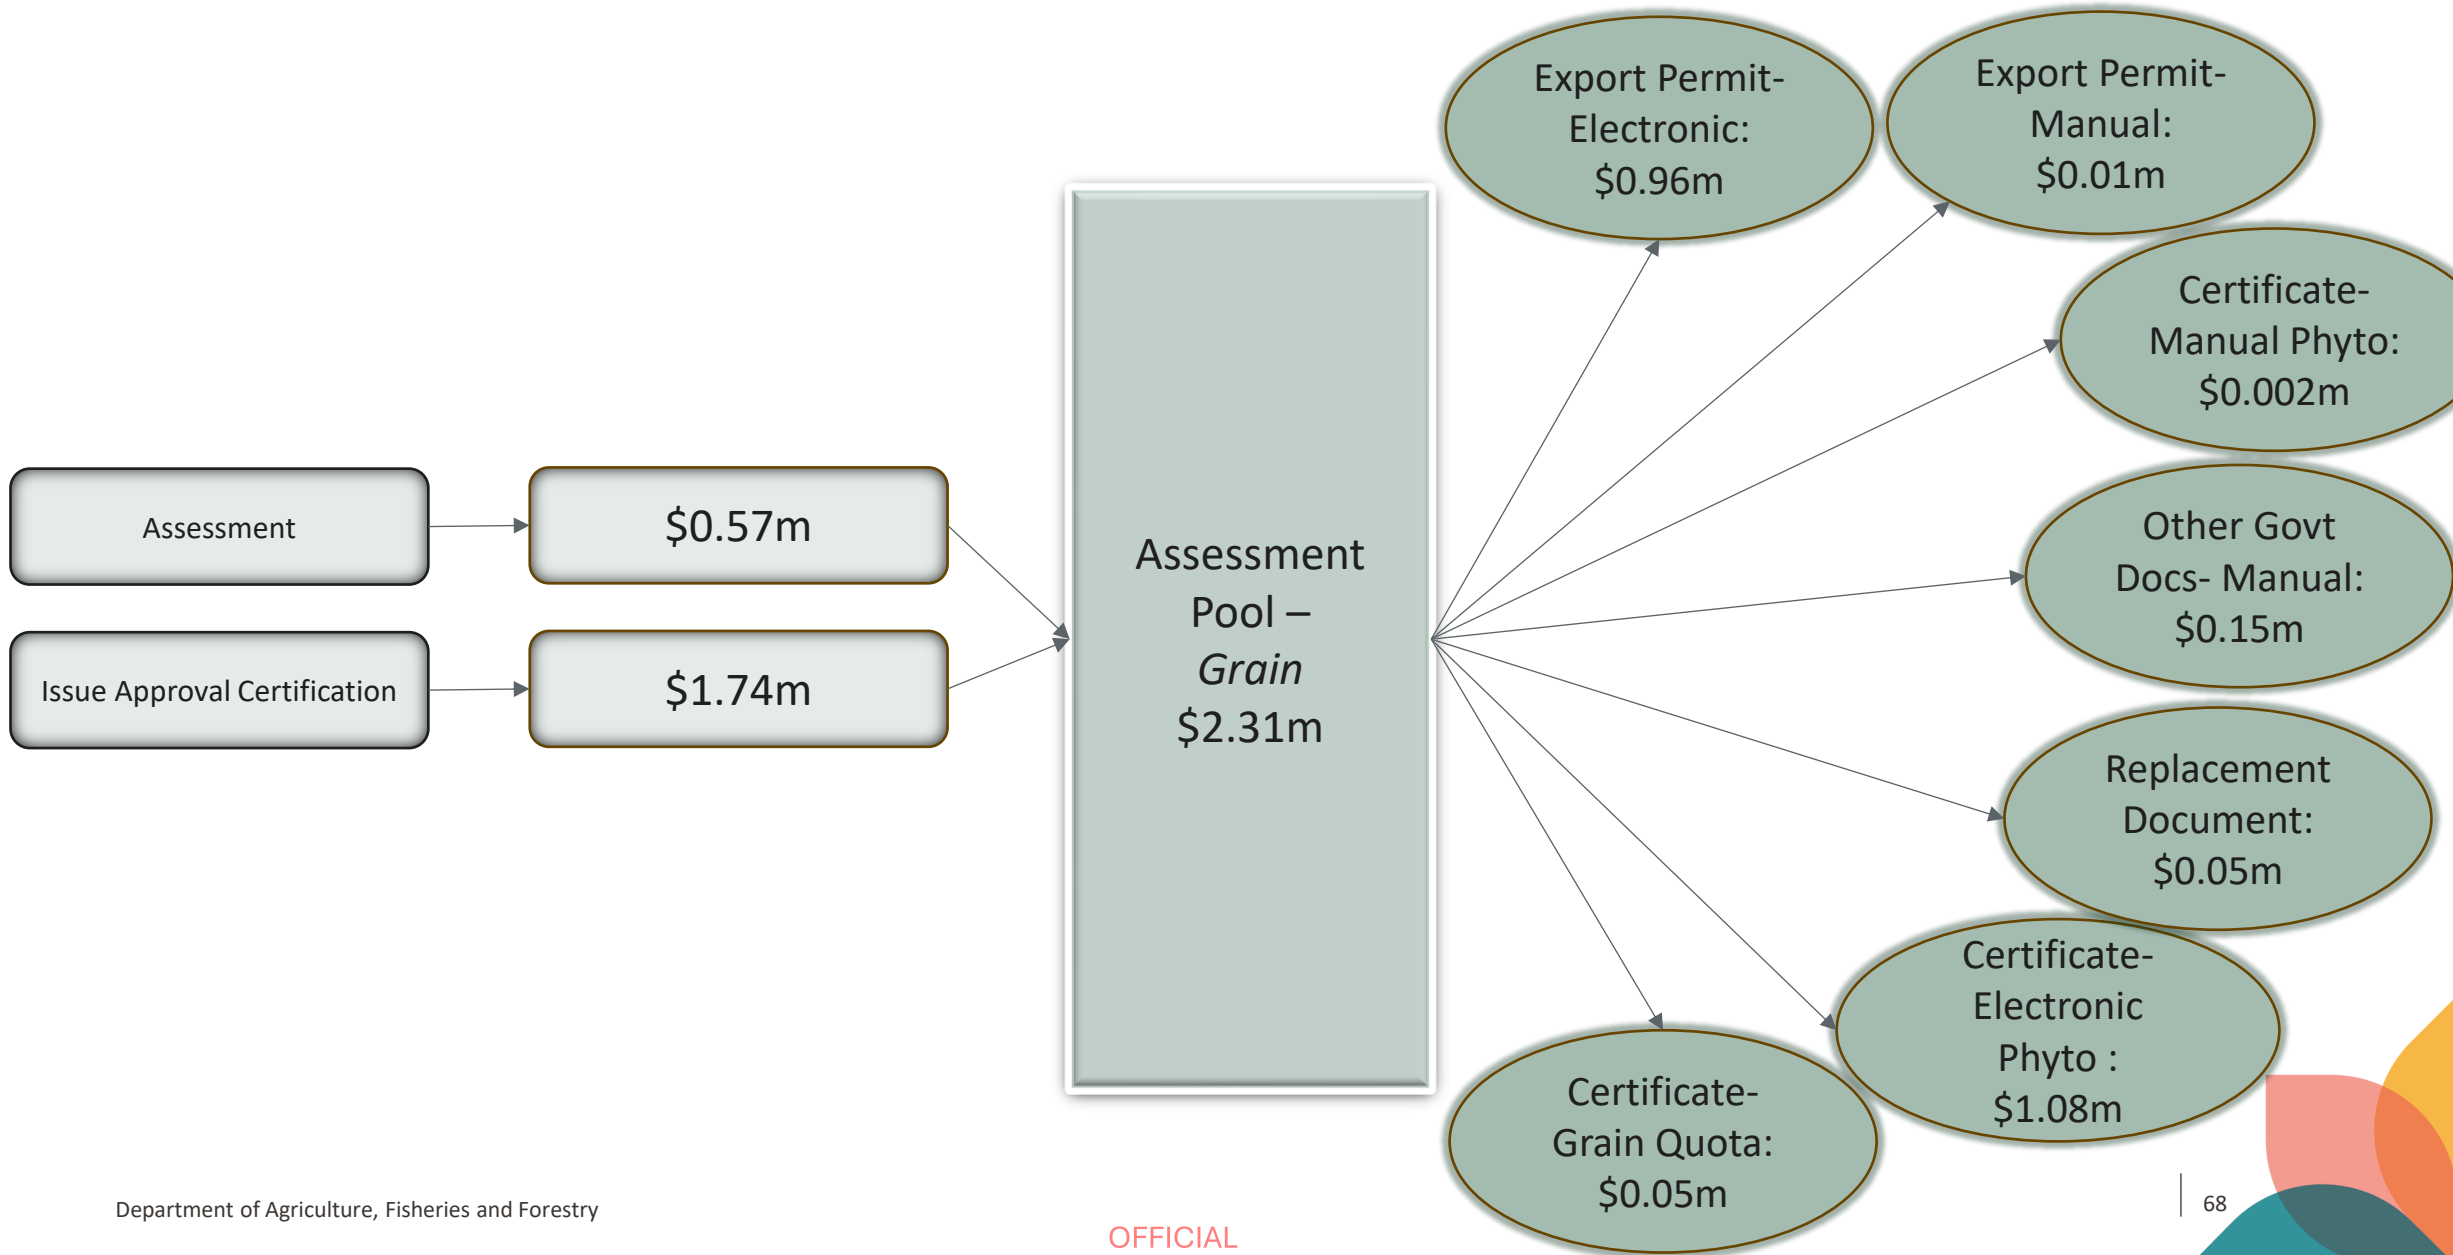 Assessment
$0.57m
Issue Approval Certification
$1.74m
Assessment
Pool –
Grain
$2.31m
Export Permit-
Electronic:
$0.96m
Export Permit-
Manual:
$0.01m
Certificate-
Manual Phyto:
$0.002m
Other Govt
Docs- Manual:
$0.15m
Replacement
Document:
$0.05m
Certificate-
Electronic
Phyto :
$1.08m
Certificate-
Grain Quota:
$0.05m
Department of Agriculture, Fisheries and Forestry
OFFICIAL
68